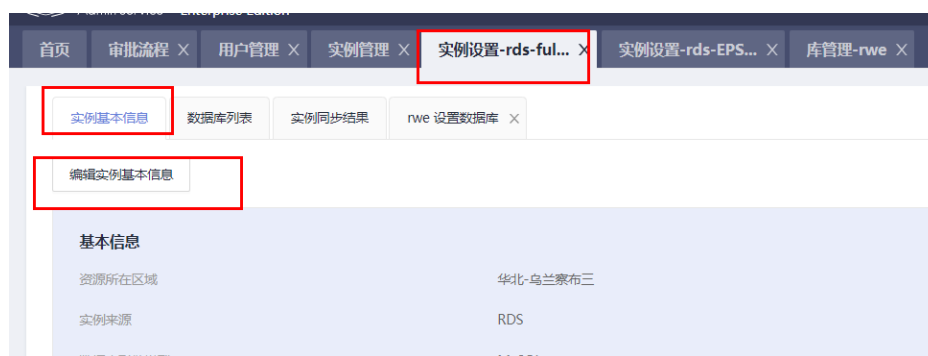 首页 审批流程 X 用户管理 X 实例管理 X 实例设置-rds-ful... X 实例设置-rds-EPS... X 库管理-rwe X
实例基本信息 数据库列表 实例同步结果 rwe 设置数据库 X
编辑实例基本信息
基本信息
资源所在区域 华北-乌兰察布三
实例来源 RDS